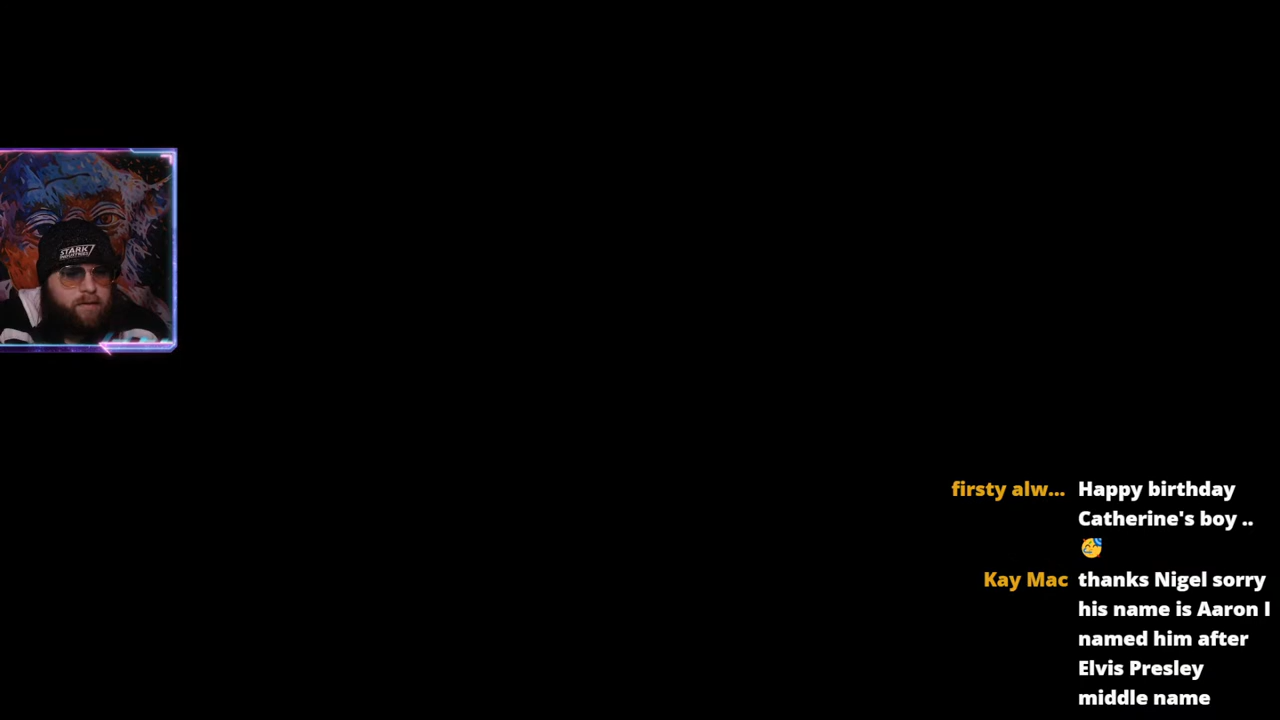 STARK
INDUSTRIES
firsty alw... Happy birthday
Catherine's boy ..
🥳
Kay Mac thanks Nigel sorry
his name is Aaron I
named him after
Elvis Presley
middle name